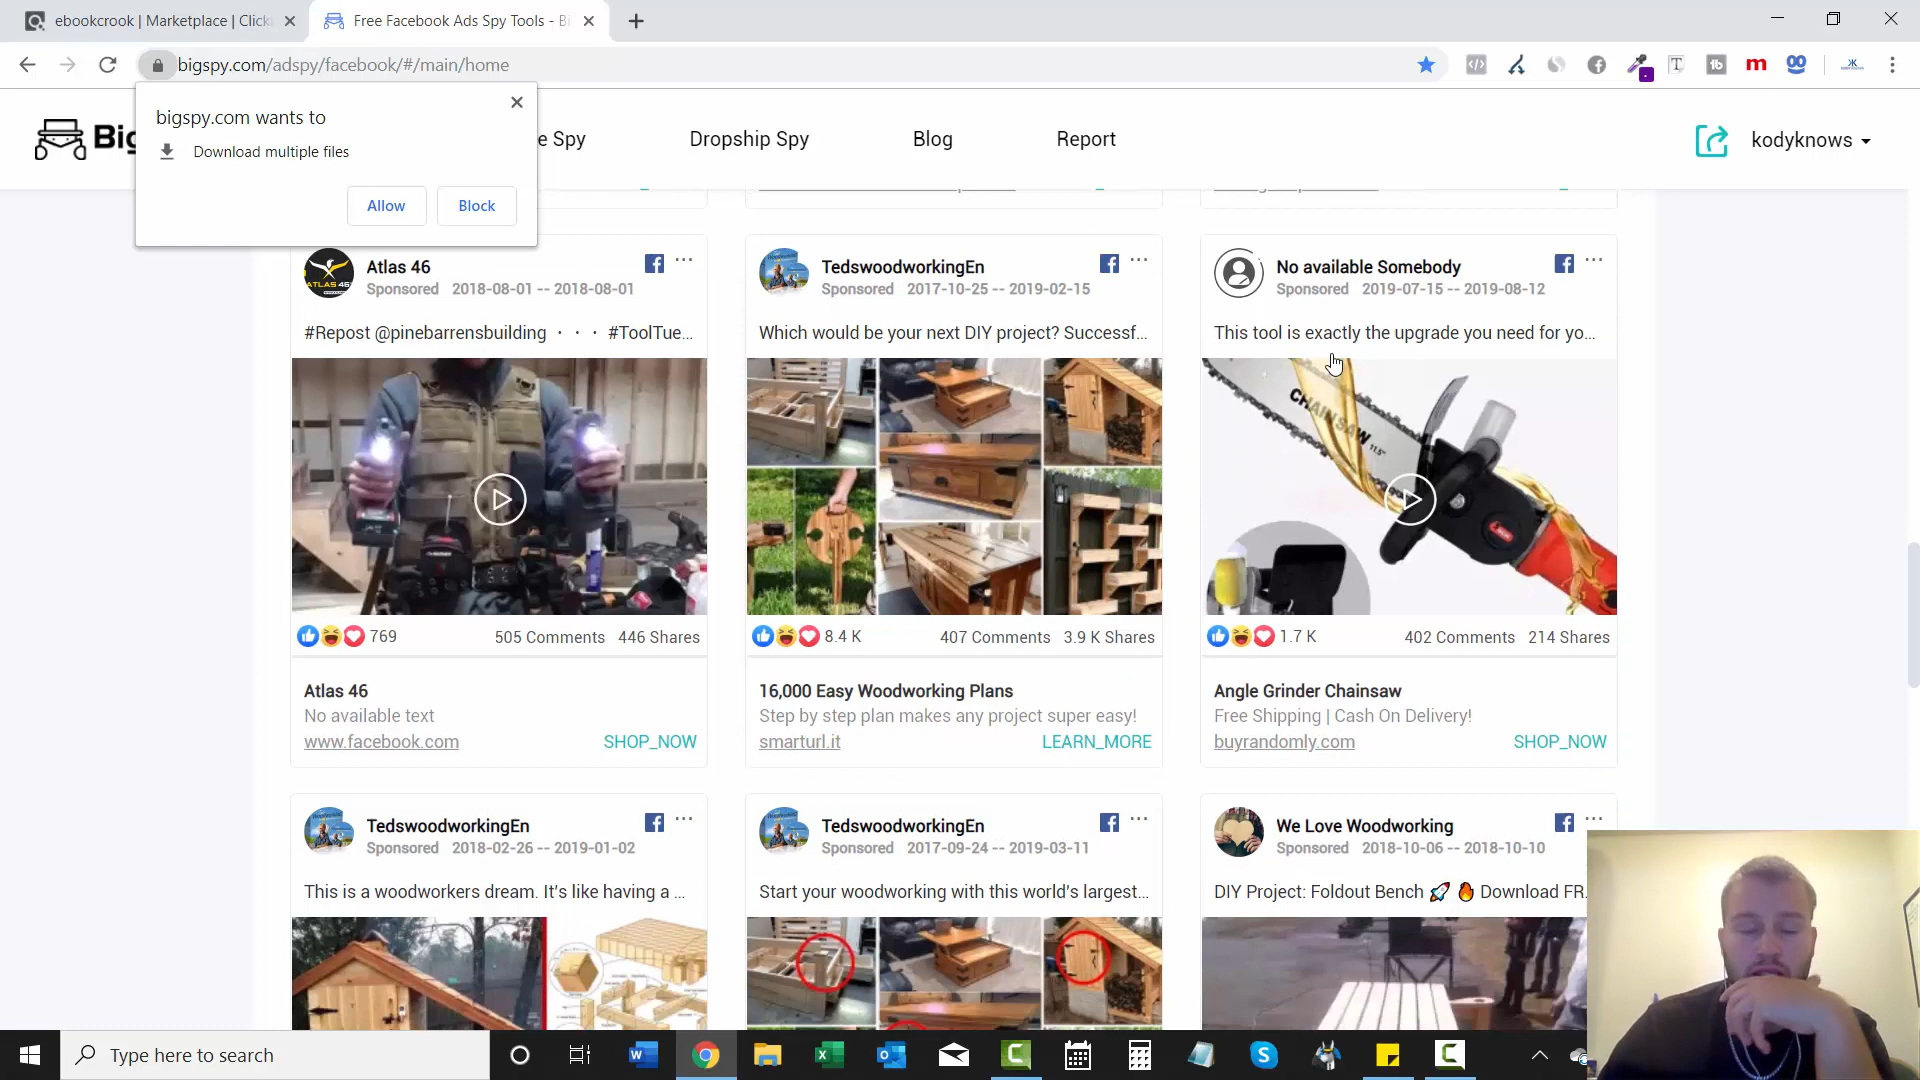 ebookcrook | Marketplace | Click
Free Facebook Ads Spy Tools - Bi
bigspy.com/adspy/facebook/#/main/home
bigspy.com wants to
Download multiple files
Allow
Block
Big
e Spy
Dropship Spy
Blog
Report
kodyknows
Atlas 46
Sponsored 2018-08-01 -- 2018-08-01
#Repost @pinebarrensbuilding ・・・ #ToolTue...
ATLAS 46
769
505 Comments 446 Shares
Atlas 46
No available text
www.facebook.com
SHOP_NOW
TedswoodworkingEn
Sponsored 2017-10-25 -- 2019-02-15
Which would be your next DIY project? Successf...
8.4 K
407 Comments 3.9 K Shares
16,000 Easy Woodworking Plans
Step by step plan makes any project super easy!
smarturl.it
LEARN_MORE
No available Somebody
Sponsored 2019-07-15 -- 2019-08-12
This tool is exactly the upgrade you need for yo...
CHAINSAW 11.5"
1.7 K
402 Comments 214 Shares
Angle Grinder Chainsaw
Free Shipping | Cash On Delivery!
buyrandomly.com
SHOP_NOW
TedswoodworkingEn
Sponsored 2018-02-26 -- 2019-01-02
This is a woodworkers dream. It's like having a ...
TedswoodworkingEn
Sponsored 2017-09-24 -- 2019-03-11
Start your woodworking with this world's largest...
We Love Woodworking
Sponsored 2018-10-06 -- 2018-10-10
DIY Project: Foldout Bench 🚀 🔥 Download FR
Type here to search